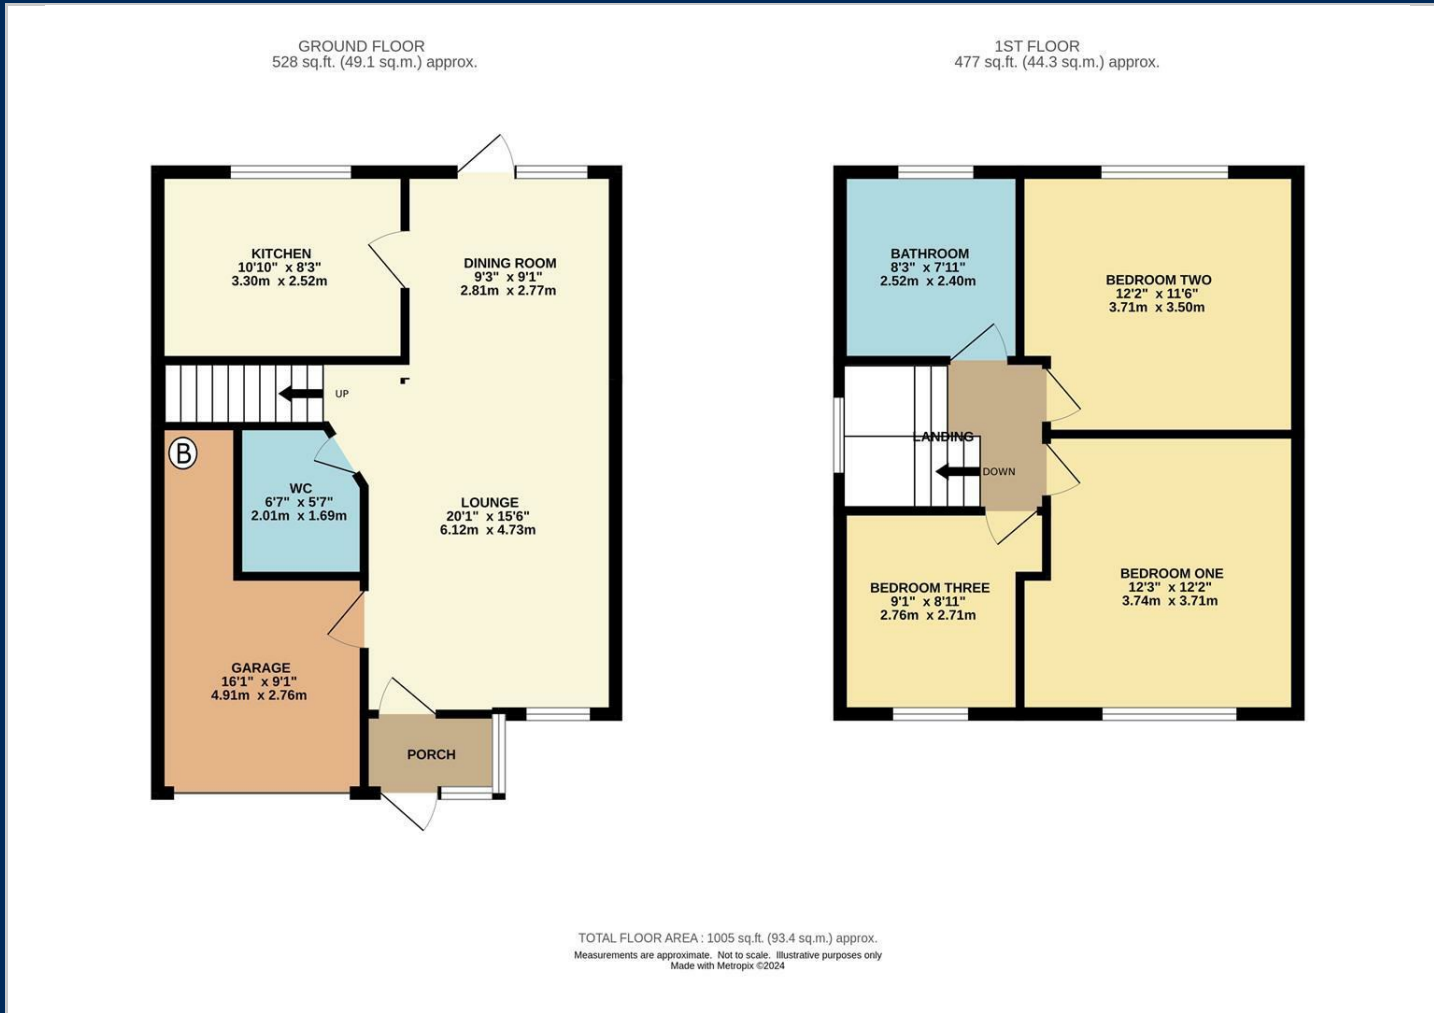 GROUND FLOOR
528 sq.ft. (49.1 sq.m.) approx.
1ST FLOOR
477 sq.ft. (44.3 sq.m.) approx.
KITCHEN
10'10" x 8'3"
3.30m x 2.52m
DINING ROOM
9'3" x 9'1"
2.81m x 2.77m
UP
B
WC
6'7" x 5'7"
2.01m x 1.69m
LOUNGE
20'1" x 15'6"
6.12m x 4.73m
GARAGE
16'1" x 9'1"
4.91m x 2.76m
PORCH
BATHROOM
8'3" x 7'11"
2.52m x 2.40m
BEDROOM TWO
12'2" x 11'6"
3.71m x 3.50m
LANDING
DOWN
BEDROOM THREE
9'1" x 8'11"
2.76m x 2.71m
BEDROOM ONE
12'3" x 12'2"
3.74m x 3.71m
TOTAL FLOOR AREA : 1005 sq.ft. (93.4 sq.m.) approx.
Measurements are approximate. Not to scale. Illustrative purposes only
Made with Metropix ©2024